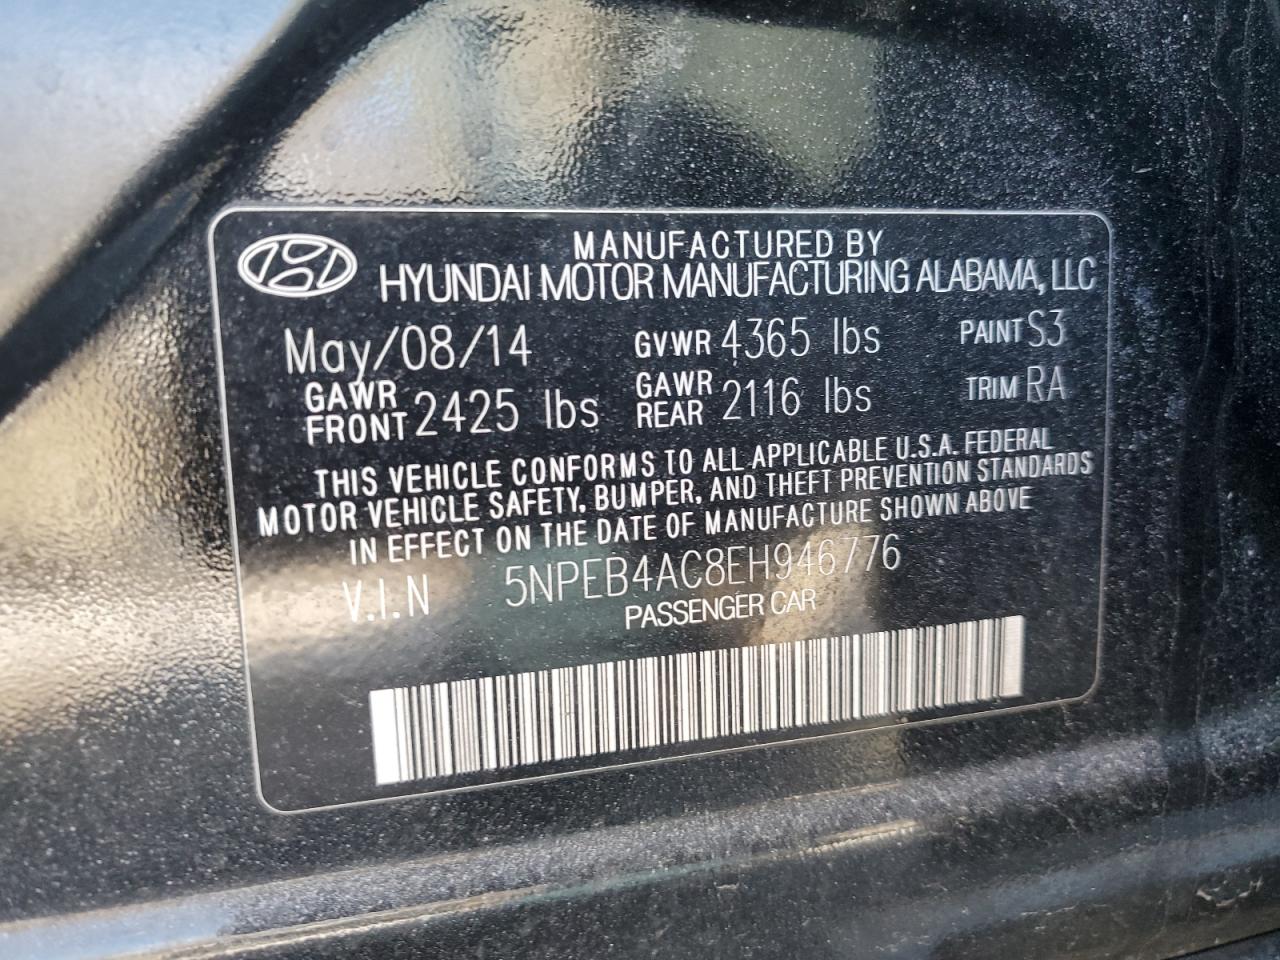 MANUFACTURED BY
HYUNDAI MOTOR MANUFACTURING ALABAMA, LLC
May/08/14 GVWR 4365 lbs PAINT S3
GAWR FRONT 2425 lbs GAWR REAR 2116 lbs TRIM RA
THIS VEHICLE CONFORMS TO ALL APPLICABLE U.S.A. FEDERAL
MOTOR VEHICLE SAFETY, BUMPER, AND THEFT PREVENTION STANDARDS
IN EFFECT ON THE DATE OF MANUFACTURE SHOWN ABOVE
V.I.N 5NPEB4AC8EH946776
PASSENGER CAR